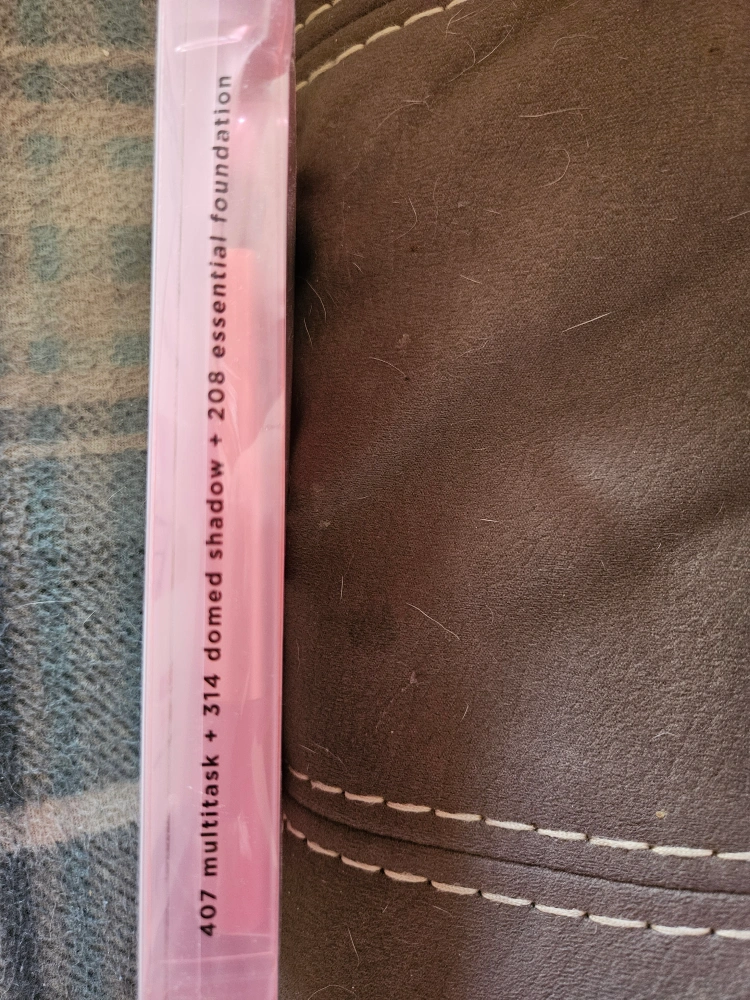 407 multitask + 314 domed shadow + 208 essential foundation